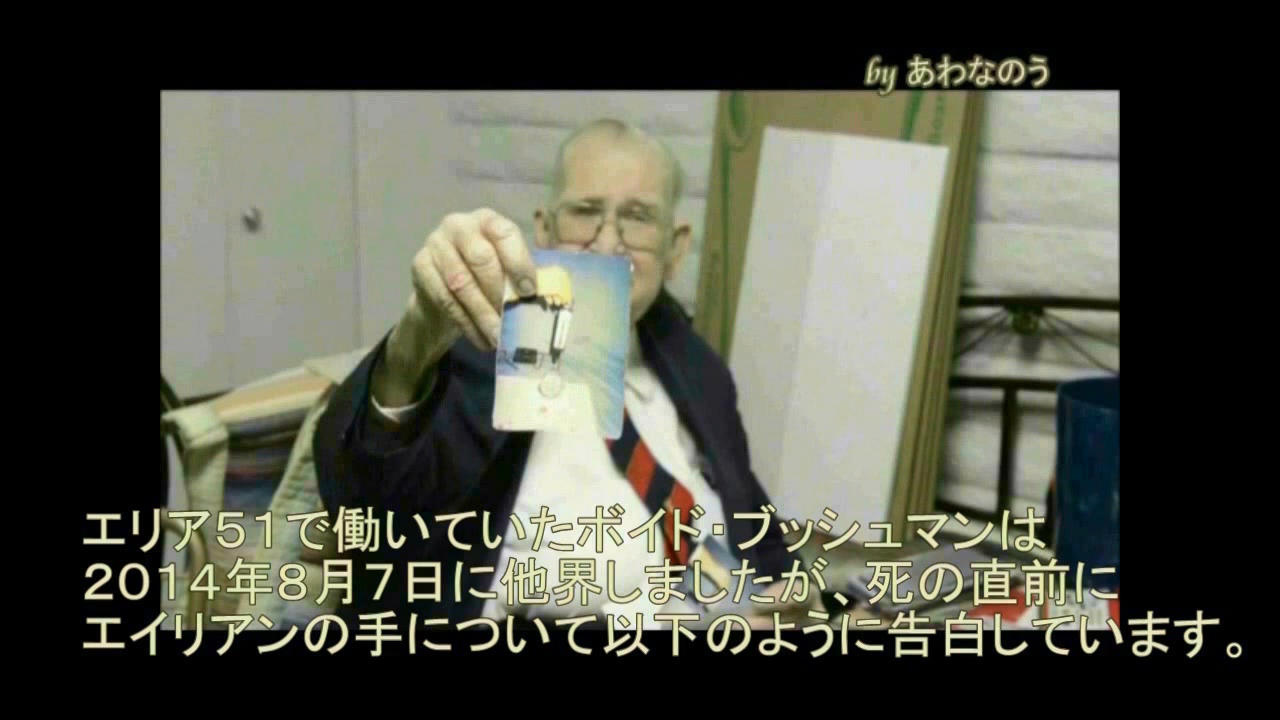 by あわなのう
エリア５１で働いていたボイド・ブッシュマンは
２０１４年８月７日に他界しましたが、死の直前に
エイリアンの手について以下のように告白しています。